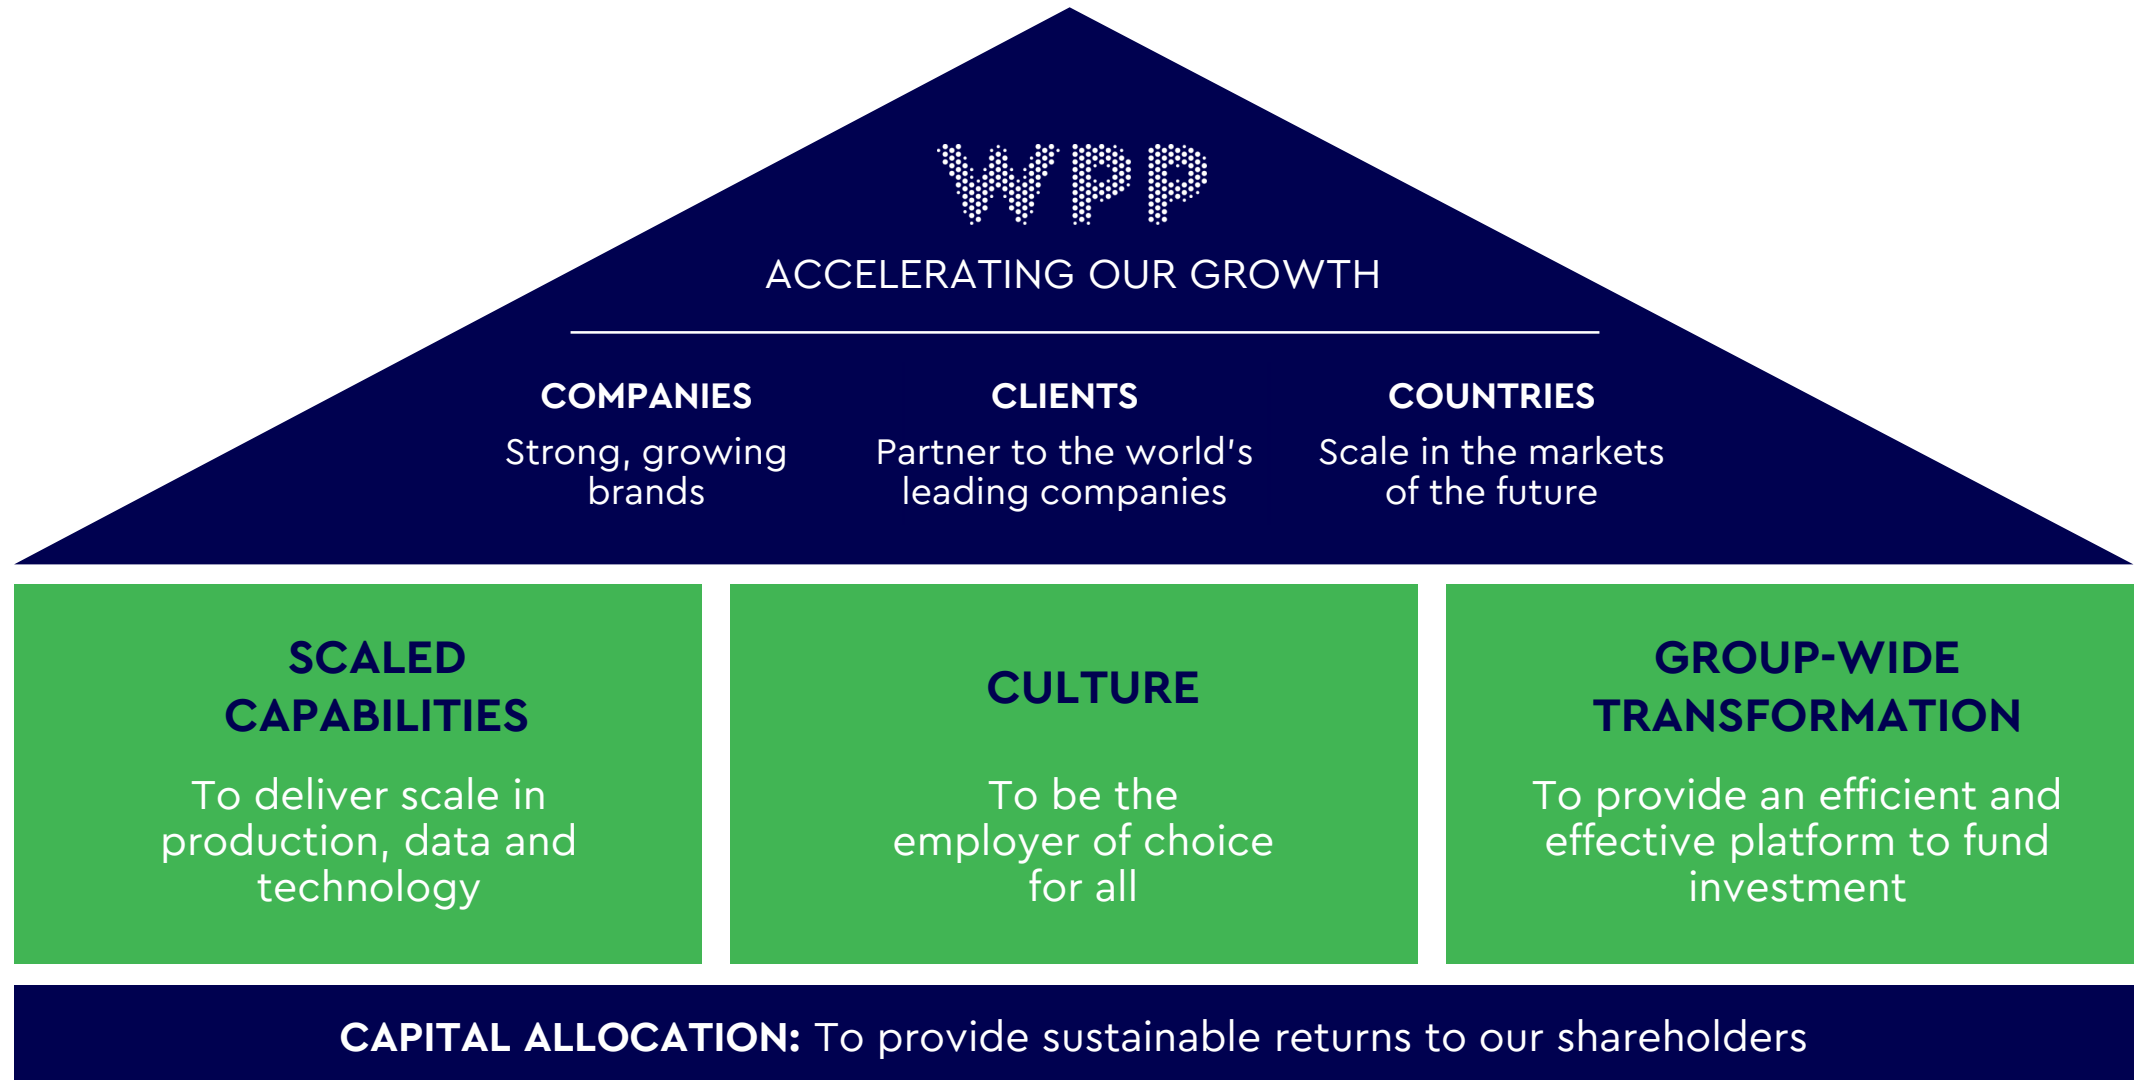 WPP
ACCELERATING OUR GROWTH
COMPANIES
Strong, growing
brands
CLIENTS
Partner to the world's
leading companies
COUNTRIES
Scale in the markets
of the future
SCALED
CAPABILITIES
To deliver scale in
production, data and
technology
CULTURE
To be the
employer of choice
for all
GROUP-WIDE
TRANSFORMATION
To provide an efficient and
effective platform to fund
investment
CAPITAL ALLOCATION: To provide sustainable returns to our shareholders